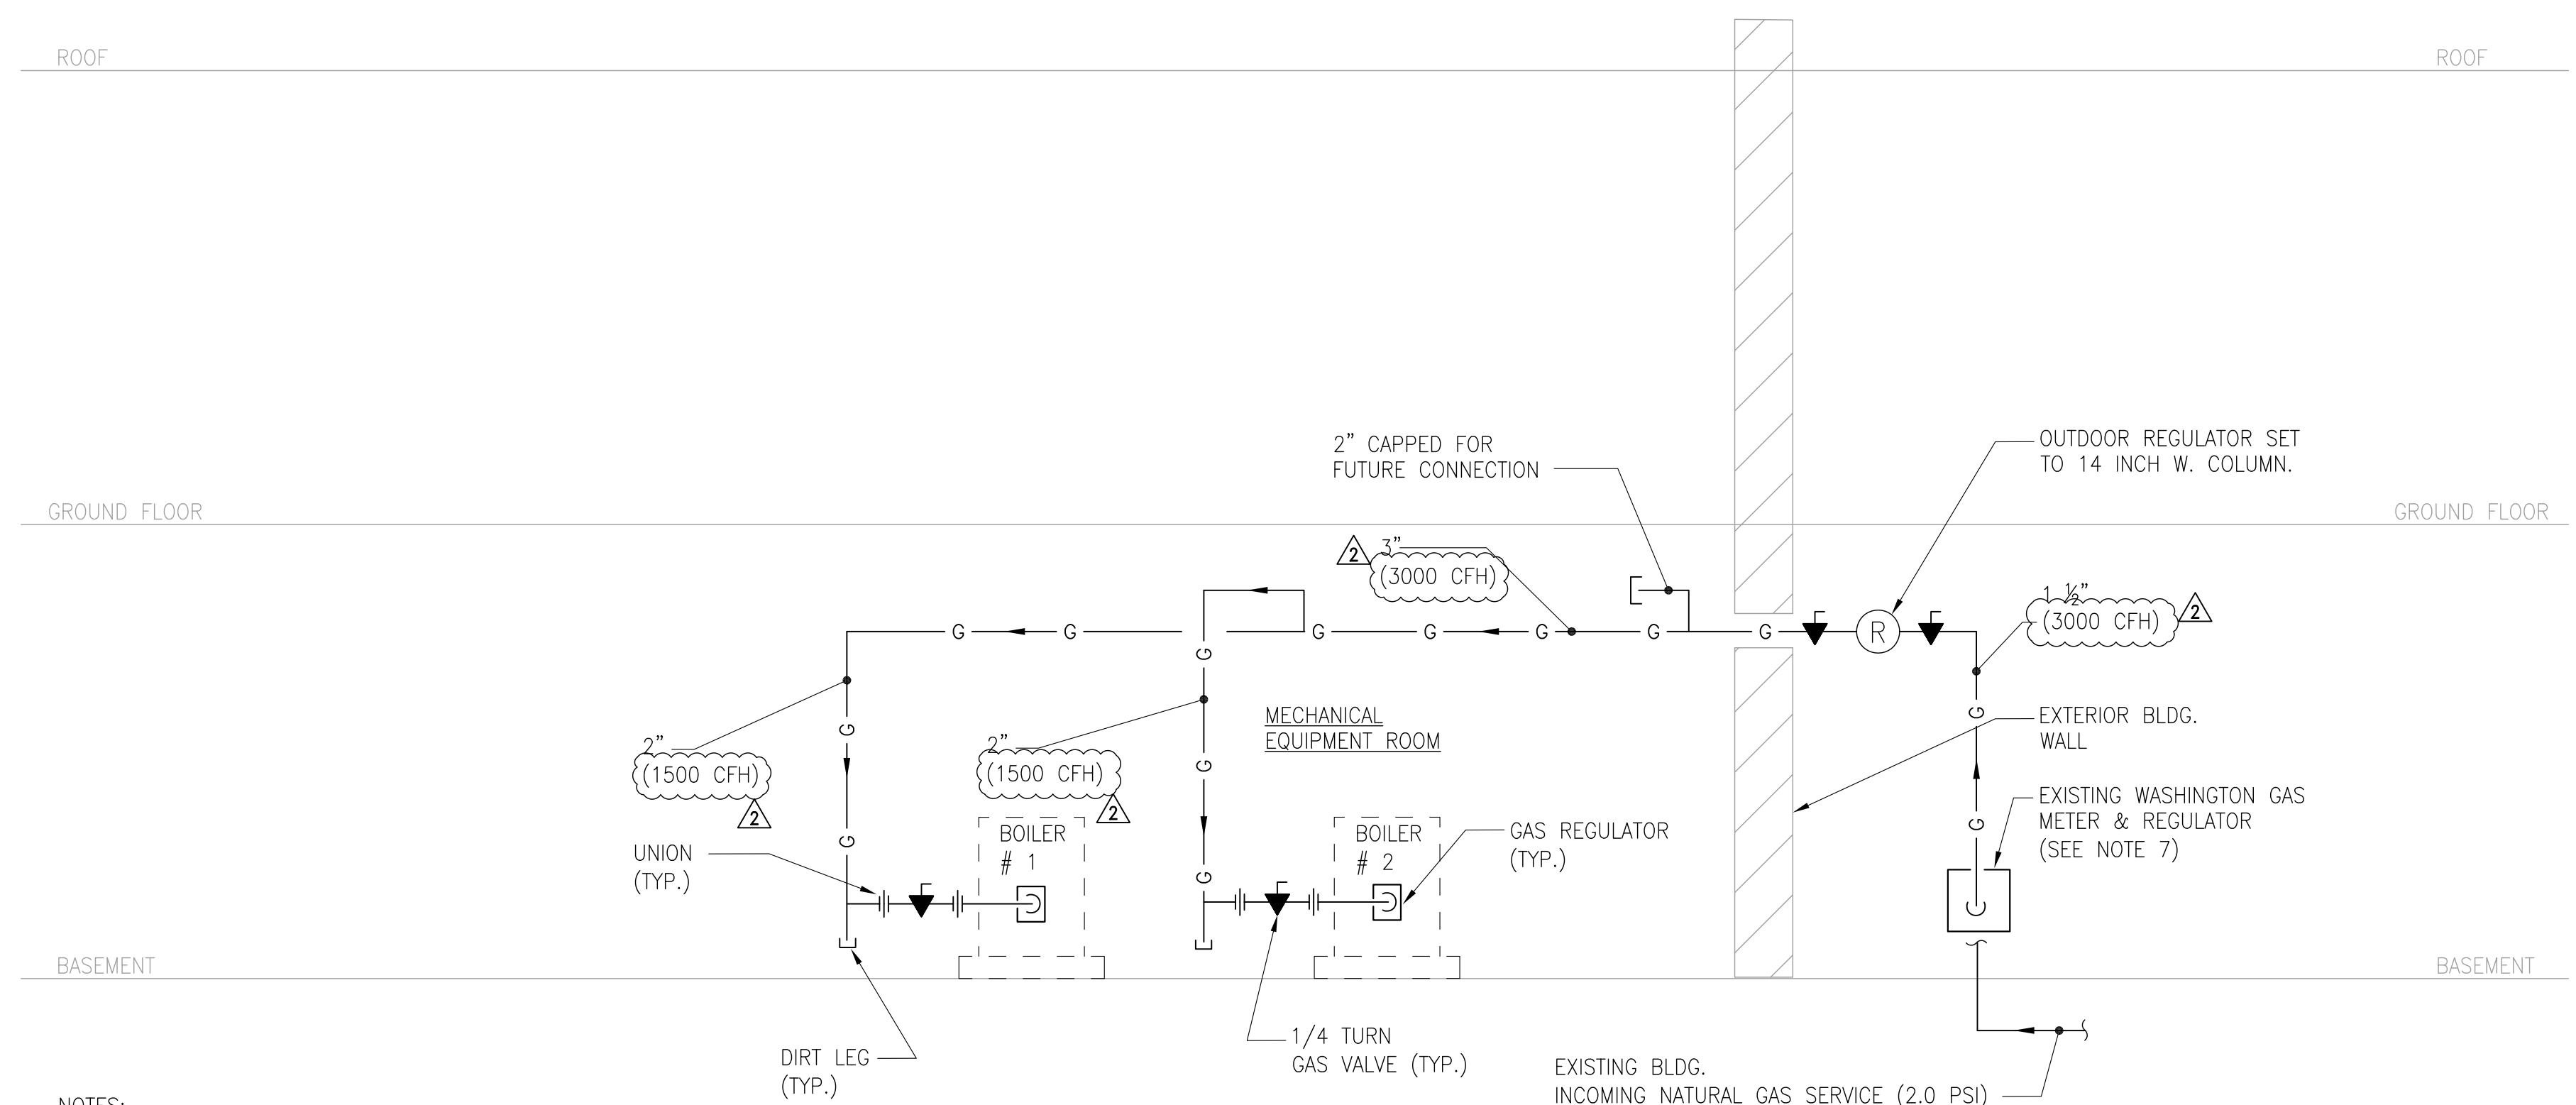 ROOF
ROOF
2" CAPPED FOR
FUTURE CONNECTION
OUTDOOR REGULATOR SET
TO 14 INCH W. COLUMN.
GROUND FLOOR
GROUND FLOOR
2
3"
(3000 CFH)
1 ½"
(3000 CFH)
2
G
G
G
G
G
G
G
R
G
G
G
G
G
G
G
G
2"
(1500 CFH)
2
2"
(1500 CFH)
2
MECHANICAL
EQUIPMENT ROOM
EXTERIOR BLDG.
WALL
EXISTING WASHINGTON GAS
METER & REGULATOR
(SEE NOTE 7)
UNION
(TYP.)
BOILER
# 1
BOILER
# 2
GAS REGULATOR
(TYP.)
BASEMENT
BASEMENT
DIRT LEG
(TYP.)
1/4 TURN
GAS VALVE (TYP.)
EXISTING BLDG.
INCOMING NATURAL GAS SERVICE (2.0 PSI)
NOTES: